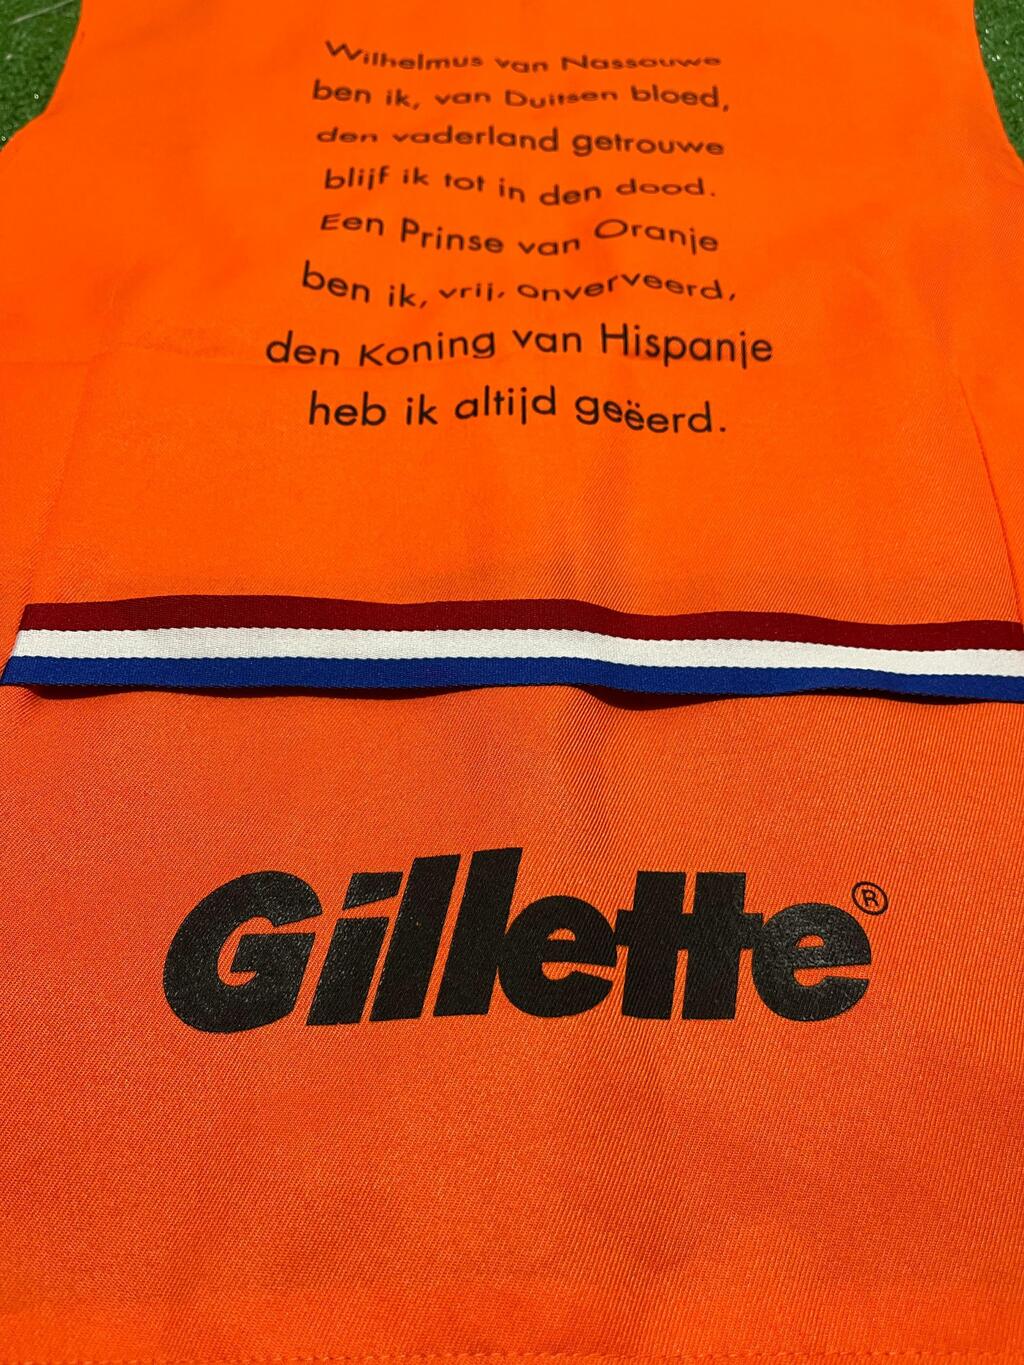 Wilhelmus van Nassouwe
ben ik, van Duitsen bloed,
den vaderland getrouwe
blijf ik tot in den dood.
Een Prinse van Oranje
ben ik, vrij, onverveerd,
den Koning van Hispanje
heb ik altijd geëerd.
Gillette®